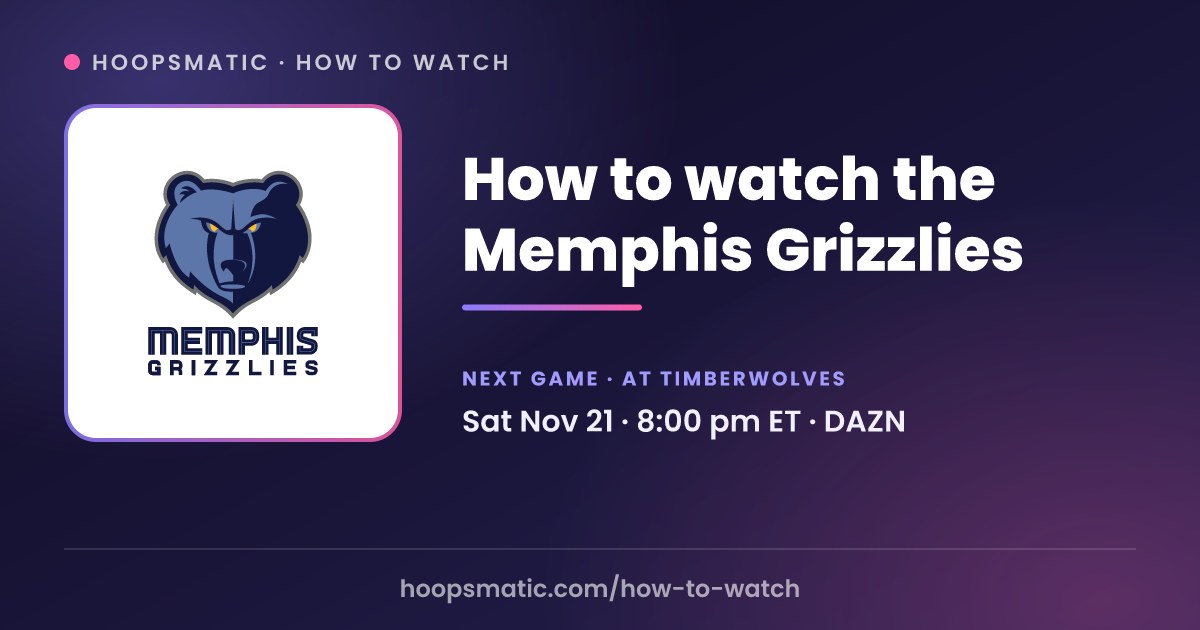 HOOPSMATIC · HOW TO WATCH
MEMPHIS
GRIZZLIES
How to watch the
Memphis Grizzlies
NEXT GAME · AT TIMBERWOLVES
Sat Nov 21 · 8:00 pm ET · DAZN
hoopsmatic.com/how-to-watch